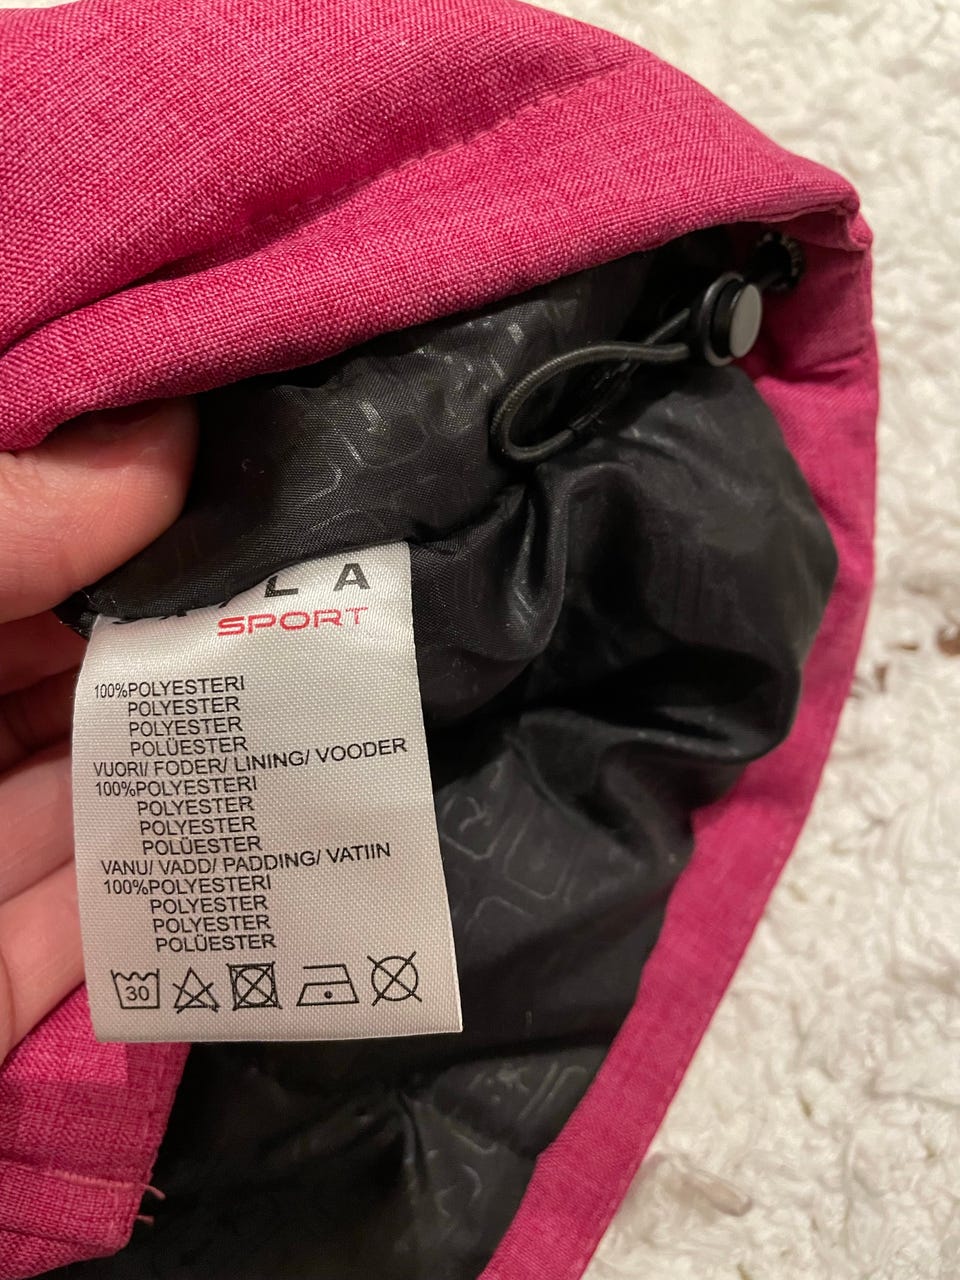 SPORT
100%POLYESTERI
POLYESTER
POLYESTER
POLÜESTER
VUORI/ FODER/ LINING/ VOODER
100%POLYESTERI
POLYESTER
POLYESTER
POLÜESTER
VANU/ VADD/ PADDING/ VATIIN
100%POLYESTERI
POLYESTER
POLYESTER
POLÜESTER
30